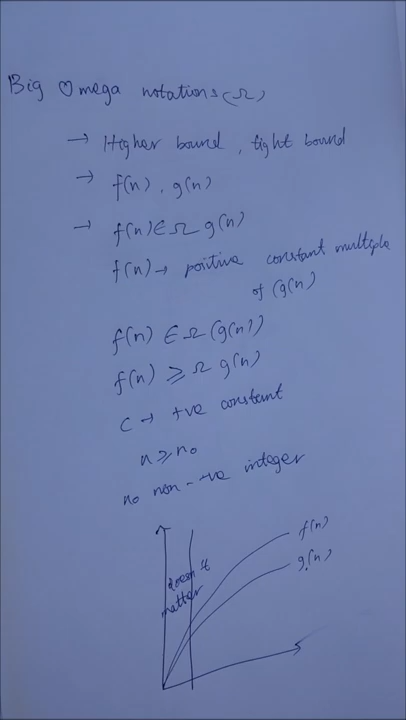 Big Omega notations (Ω)
→ Higher bound, tight bound
→ f(n), g(n)
→ f(n) ∈ Ω g(n)
f(n) → positive constant multiple
of (g(n)
f(n) ∈ Ω (g(n))
f(n) ⩾ Ω g(n)
C → +ve constant
n ⩾ n₀
n₀ non -ve integer
f(n)
g(n)
doesn't
matter